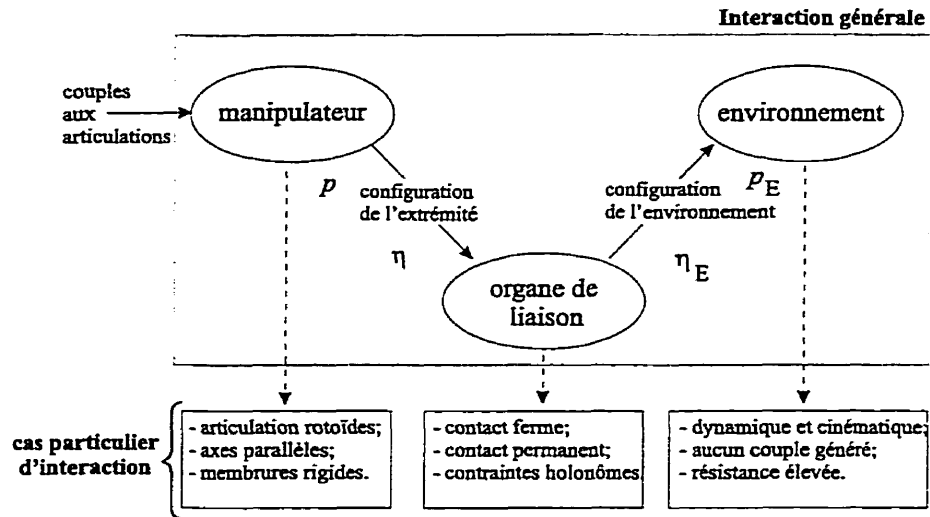 Interaction générale
couples
aux
articulations
manipulateur
environnement
p
configuration
de l'extrémité
η
configuration
de l'environnement
p E
η E
organe de
liaison
cas particulier
d'interaction
- articulation rotoïdes;
- axes parallèles;
- membrures rigides.
- contact ferme;
- contact permanent;
- contraintes holonômes
- dynamique et cinématique;
- aucun couple généré;
- résistance élevée.